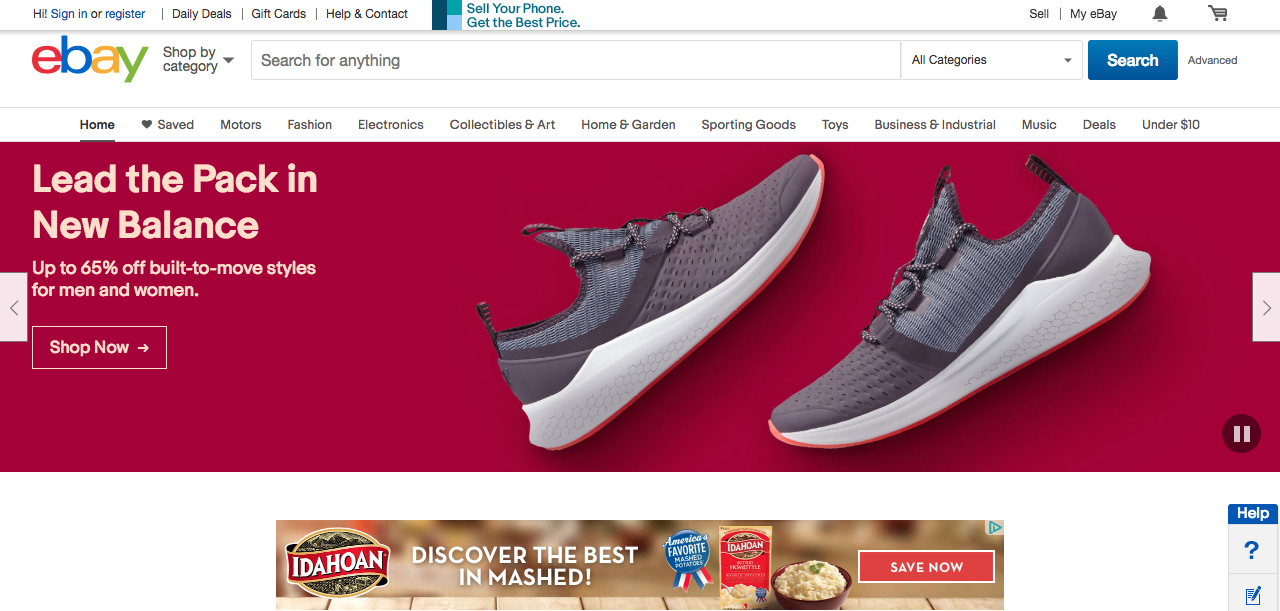 Hi! Sign in or register
Daily Deals
Gift Cards
Help & Contact
Sell Your Phone.
Get the Best Price.
Sell
My eBay
ebay
Shop by
category
Search for anything
All Categories
Search
Advanced
Home
Saved
Motors
Fashion
Electronics
Collectibles & Art
Home & Garden
Sporting Goods
Toys
Business & Industrial
Music
Deals
Under $10
Lead the Pack in
New Balance
Up to 65% off built-to-move styles
for men and women.
Shop Now →
IDAHOAN
DISCOVER THE BEST
IN MASHED!
America's
FAVORITE
MASHED
POTATOES
IDAHOAN
BUTTERY
HOMESTYLE
SAVE NOW
Help
?